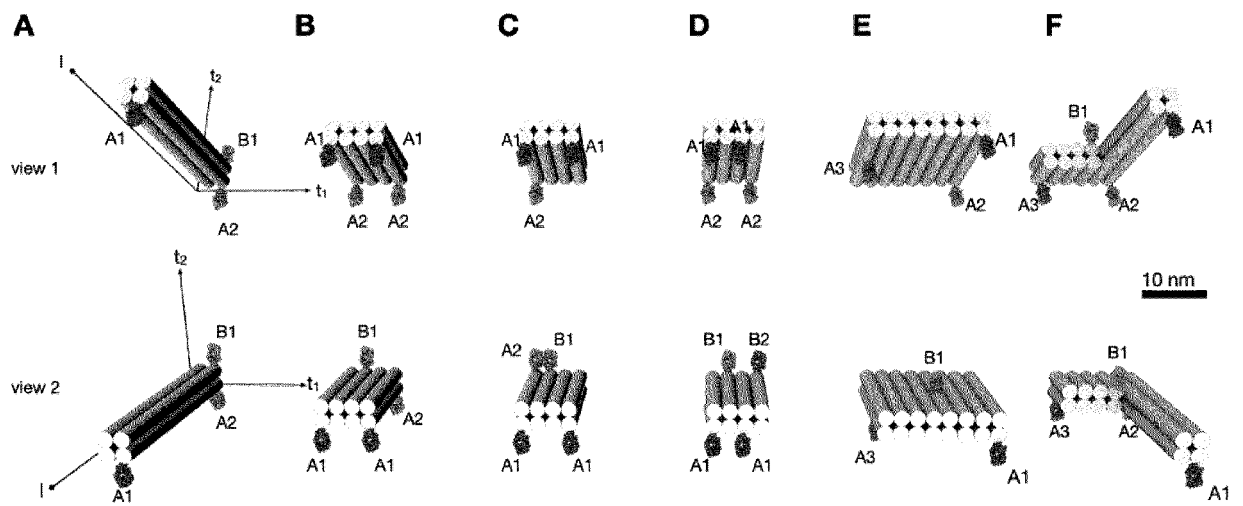 A B C D E F
l t₂ B1 A1 t₁ A2
A1 A1 A2 A2
A1 A1 A2
A1 A1 A2 A2
A3 A1 A2
B1 A1 A3 A2
view 1
10 nm
t₂ B1 t₁ A2 l A1
B1 A2 A1 A1
A2 B1 A1 A1
B1 B2 A1 A1
B1 A3 A1
B1 A3 A2 A1
view 2